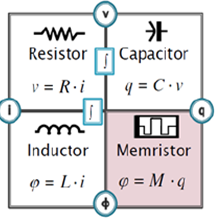 v
Resistor Capacitor
∫
v = R · i q = C · v
i ∫ q
Inductor Memristor
φ = L · i φ = M · q
ϕ